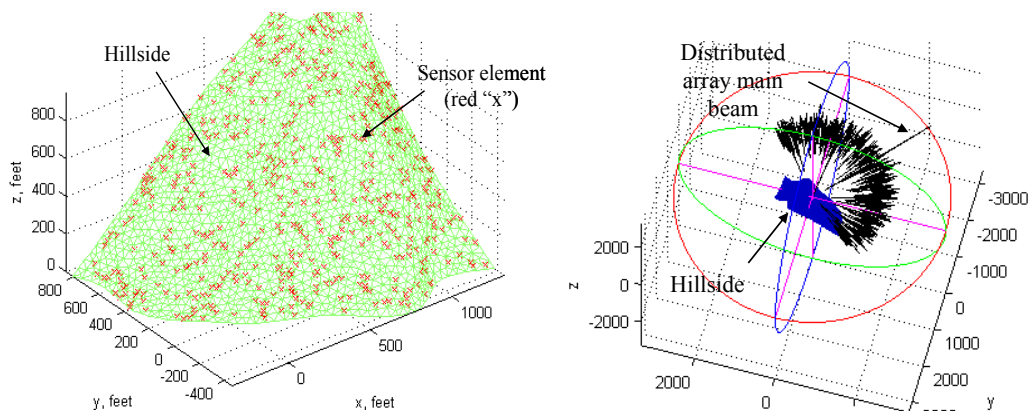 Hillside
Sensor element
(red “x”)
z, feet
800
600
400
200
0
800
600
400
200
0
-200
-400
y, feet
0
500
1000
x, feet
Distributed
array main
beam
Hillside
z
2000
0
-2000
2000
0
-3000
-2000
-1000
0
1000
2000
y